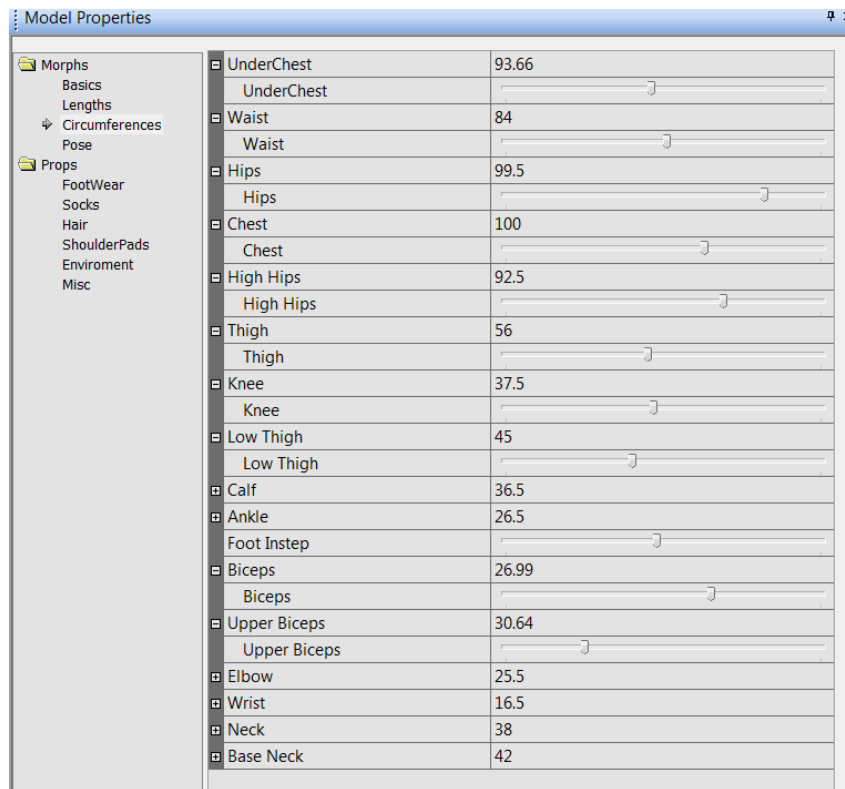 Model Properties
Morphs
Basics
Lengths
Circumferences
Pose
Props
FootWear
Socks
Hair
ShoulderPads
Enviroment
Misc
UnderChest 93.66
UnderChest
Waist 84
Waist
Hips 99.5
Hips
Chest 100
Chest
High Hips 92.5
High Hips
Thigh 56
Thigh
Knee 37.5
Knee
Low Thigh 45
Low Thigh
Calf 36.5
Ankle 26.5
Foot Instep
Biceps 26.99
Biceps
Upper Biceps 30.64
Upper Biceps
Elbow 25.5
Wrist 16.5
Neck 38
Base Neck 42